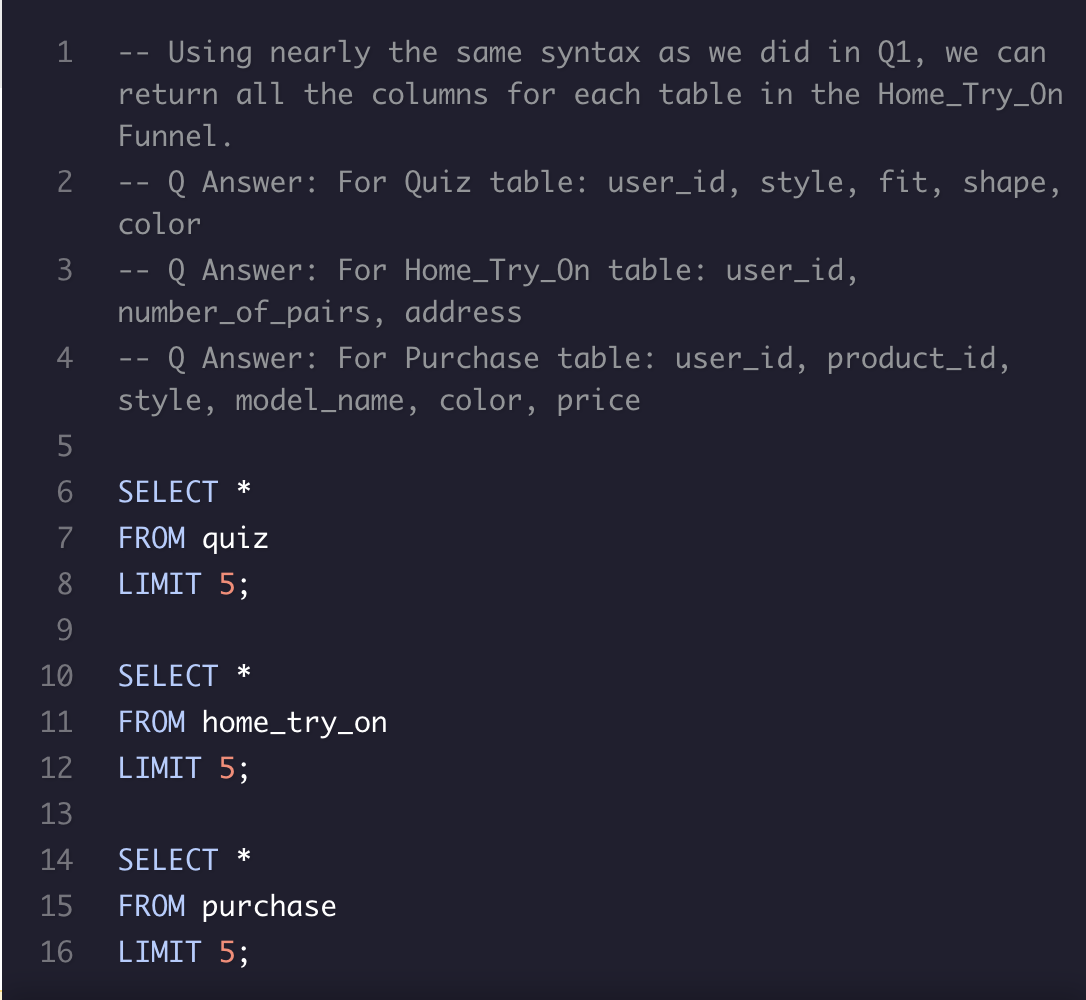 1 -- Using nearly the same syntax as we did in Q1, we can
return all the columns for each table in the Home_Try_On
Funnel.
2 -- Q Answer: For Quiz table: user_id, style, fit, shape,
color
3 -- Q Answer: For Home_Try_On table: user_id,
number_of_pairs, address
4 -- Q Answer: For Purchase table: user_id, product_id,
style, model_name, color, price
5
6 SELECT *
7 FROM quiz
8 LIMIT 5;
9
10 SELECT *
11 FROM home_try_on
12 LIMIT 5;
13
14 SELECT *
15 FROM purchase
16 LIMIT 5;